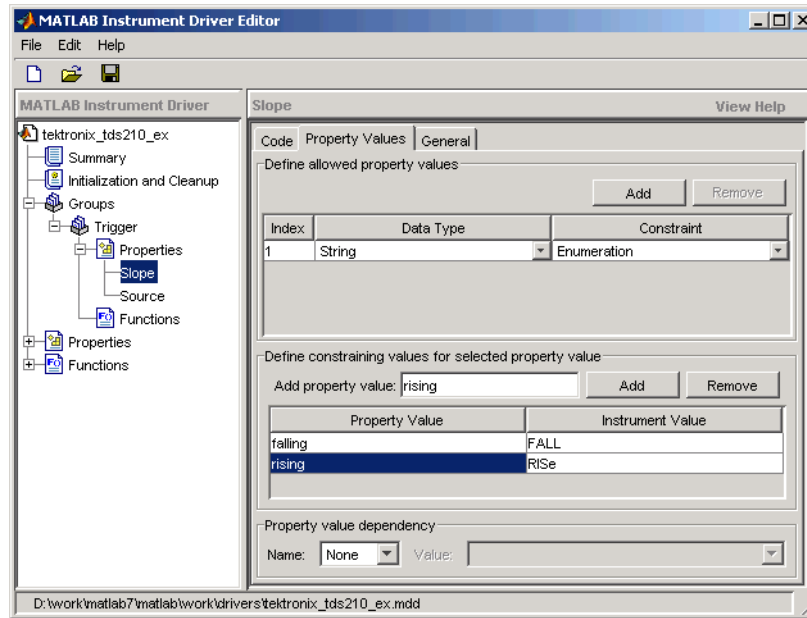 MATLAB Instrument Driver Editor
File Edit Help
MATLAB Instrument Driver
tektronix_tds210_ex
Summary
Initialization and Cleanup
Groups
Trigger
Properties
Slope
Source
Functions
Properties
Functions
Slope View Help
Code Property Values General
Define allowed property values
Add Remove
Index Data Type Constraint
1 String Enumeration
Define constraining values for selected property value
Add property value: rising Add Remove
Property Value Instrument Value
falling FALL
rising RISe
Property value dependency
Name: None Value:
D:\work\matlab7\matlab\work\drivers\tektronix_tds210_ex.mdd